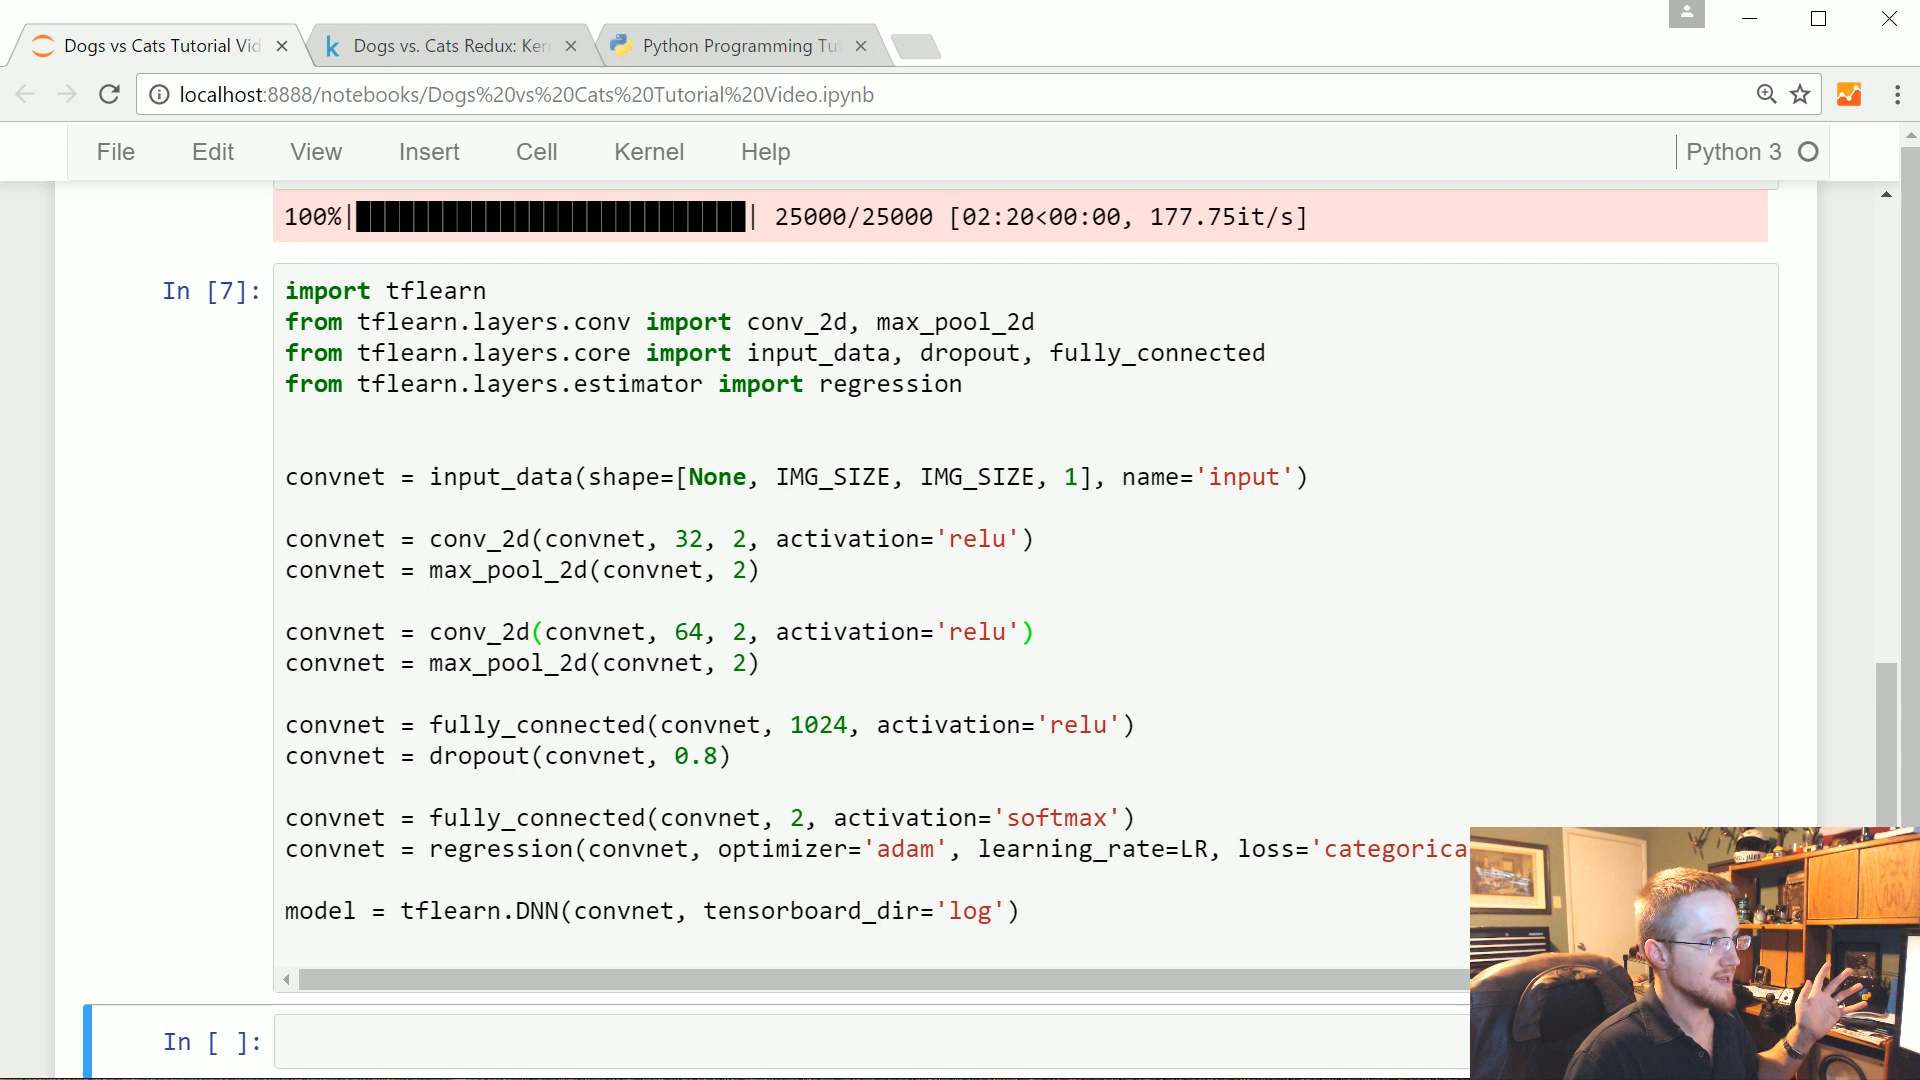 Dogs vs Cats Tutorial Vid
Dogs vs. Cats Redux: Ker
Python Programming Tu
localhost:8888/notebooks/Dogs%20vs%20Cats%20Tutorial%20Video.ipynb
File Edit View Insert Cell Kernel Help Python 3
100%| | 25000/25000 [02:20<00:00, 177.75it/s]
In [7]:
import tflearn
from tflearn.layers.conv import conv_2d, max_pool_2d
from tflearn.layers.core import input_data, dropout, fully_connected
from tflearn.layers.estimator import regression
convnet = input_data(shape=[None, IMG_SIZE, IMG_SIZE, 1], name='input')
convnet = conv_2d(convnet, 32, 2, activation='relu')
convnet = max_pool_2d(convnet, 2)
convnet = conv_2d(convnet, 64, 2, activation='relu')
convnet = max_pool_2d(convnet, 2)
convnet = fully_connected(convnet, 1024, activation='relu')
convnet = dropout(convnet, 0.8)
convnet = fully_connected(convnet, 2, activation='softmax')
convnet = regression(convnet, optimizer='adam', learning_rate=LR, loss='categorica
model = tflearn.DNN(convnet, tensorboard_dir='log')
In [ ]: